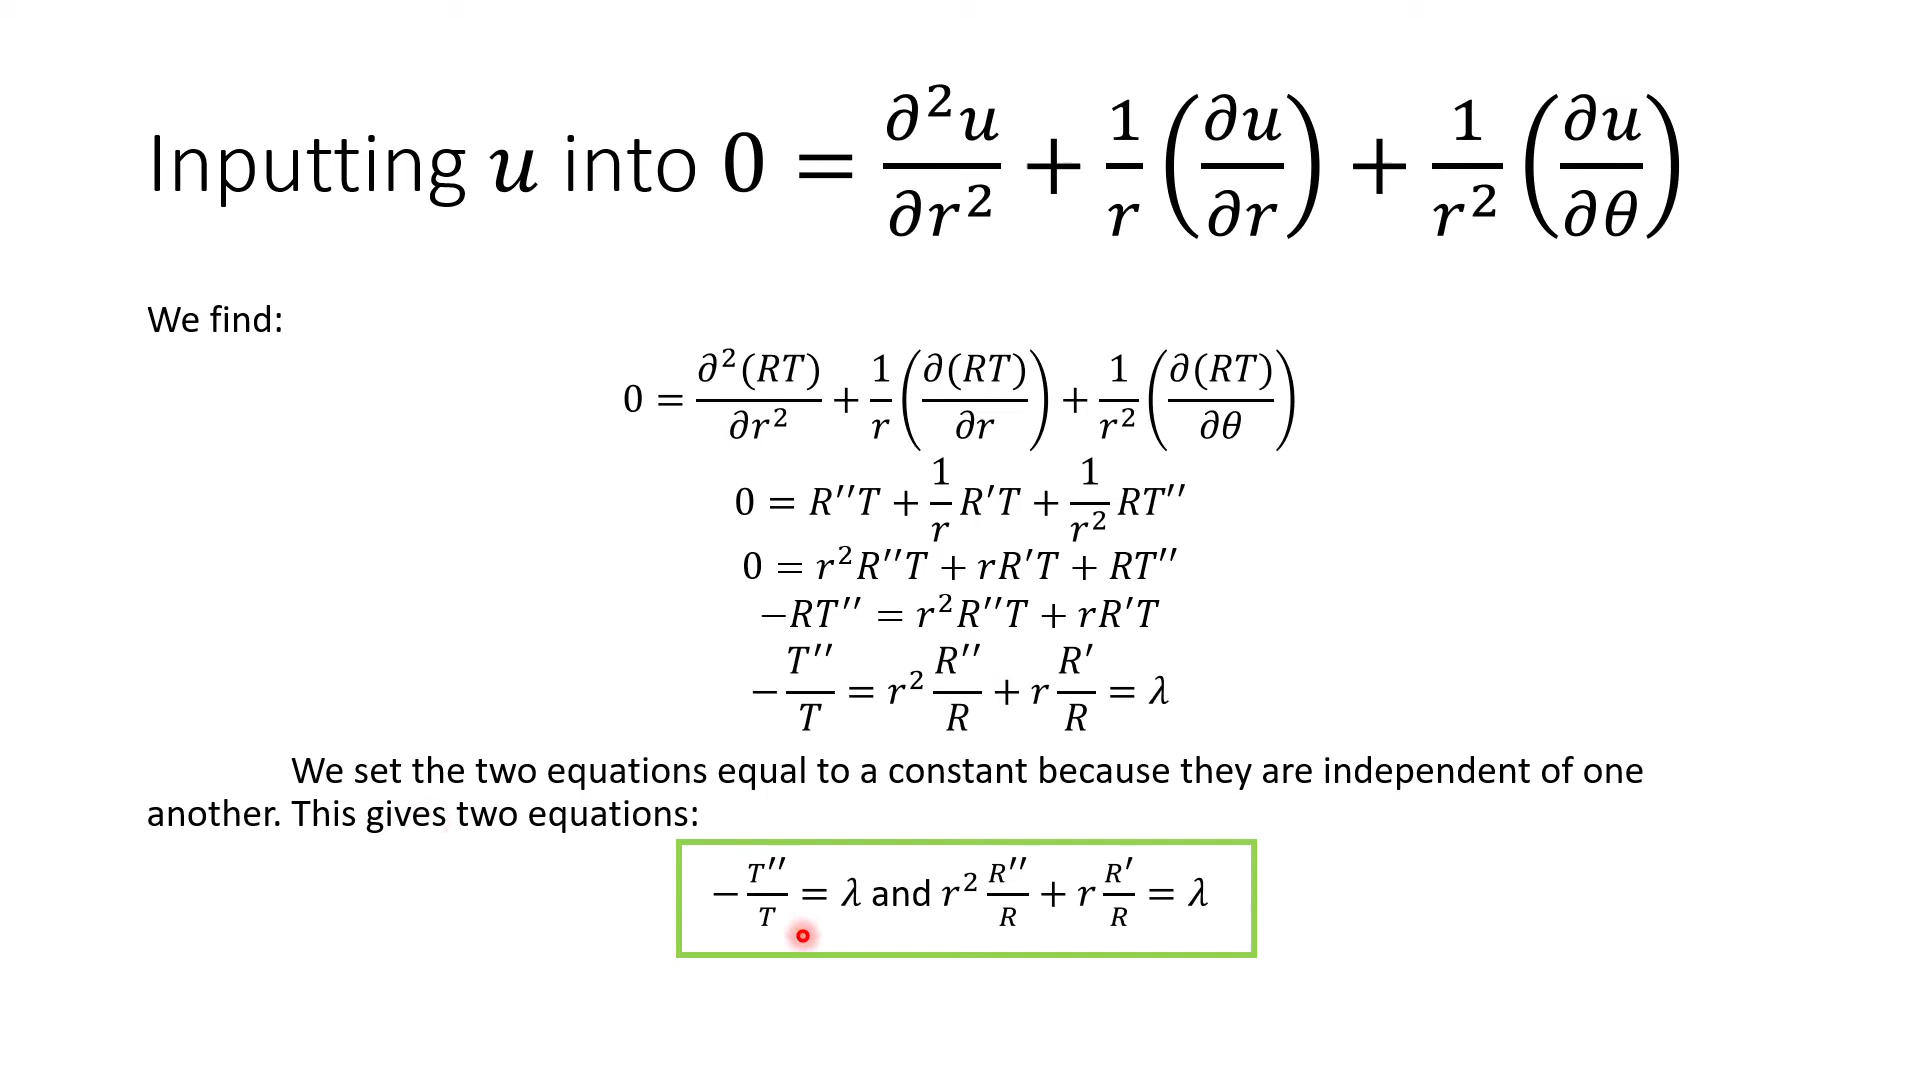 Inputting 𝑢 into 0 = ∂²𝑢/∂𝑟² + 1/𝑟 (∂𝑢/∂𝑟) + 1/𝑟² (∂𝑢/∂𝜃)
We find:
0 = ∂²(𝑅𝑇)/∂𝑟² + 1/𝑟 (∂(𝑅𝑇)/∂𝑟) + 1/𝑟² (∂(𝑅𝑇)/∂𝜃)
0 = 𝑅′′𝑇 + 1/𝑟 𝑅′𝑇 + 1/𝑟² 𝑅𝑇′′
0 = 𝑟²𝑅′′𝑇 + 𝑟𝑅′𝑇 + 𝑅𝑇′′
−𝑅𝑇′′ = 𝑟²𝑅′′𝑇 + 𝑟𝑅′𝑇
− 𝑇′′/𝑇 = 𝑟² 𝑅′′/𝑅 + 𝑟 𝑅′/𝑅 = 𝜆
We set the two equations equal to a constant because they are independent of one
another. This gives two equations:
− 𝑇′′/𝑇 = 𝜆 and 𝑟² 𝑅′′/𝑅 + 𝑟 𝑅′/𝑅 = 𝜆